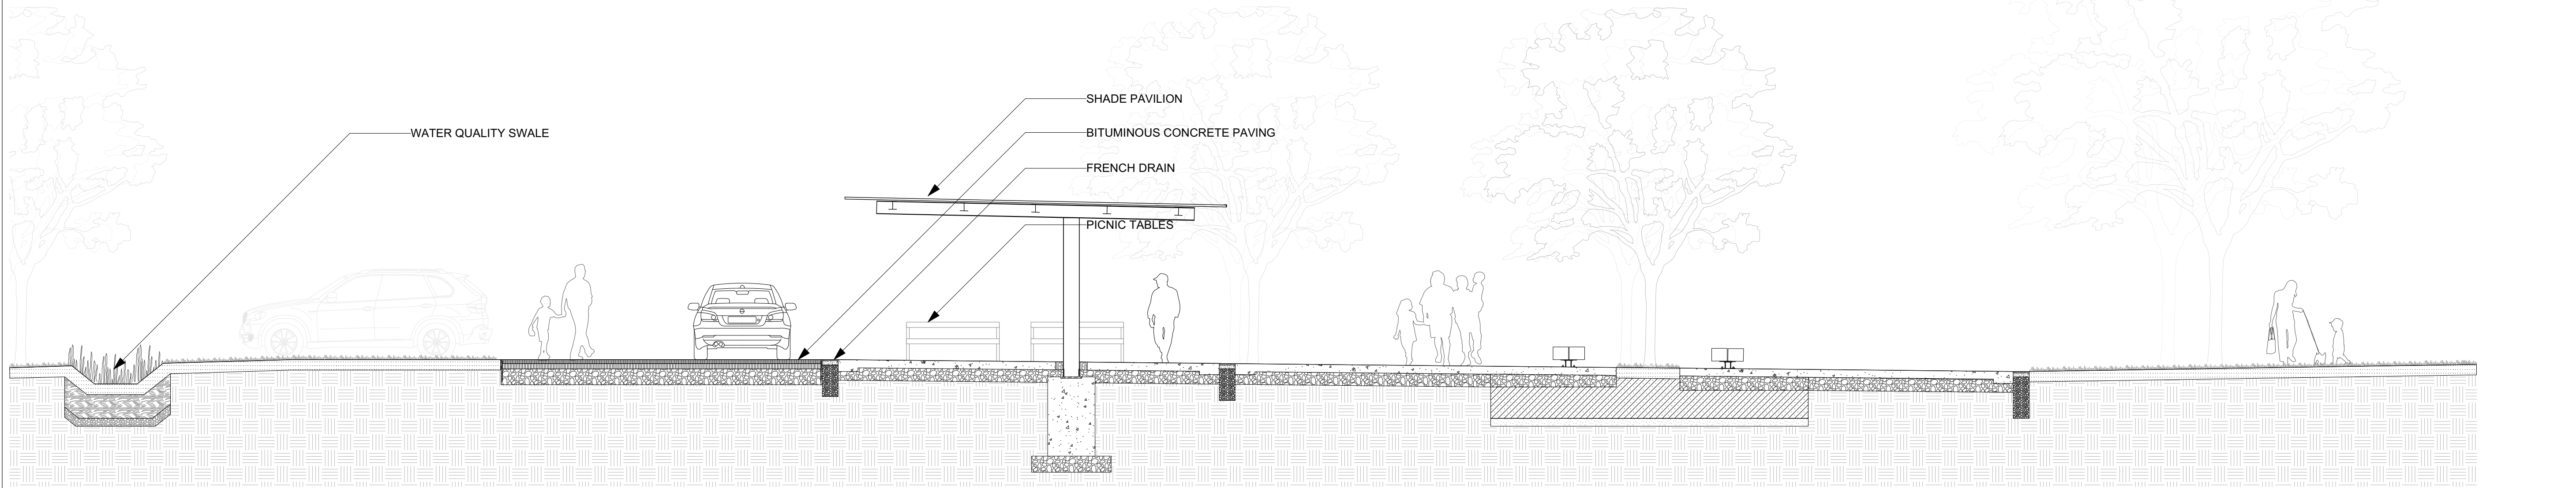 SHADE PAVILION
WATER QUALITY SWALE
BITUMINOUS CONCRETE PAVING
FRENCH DRAIN
PICNIC TABLES